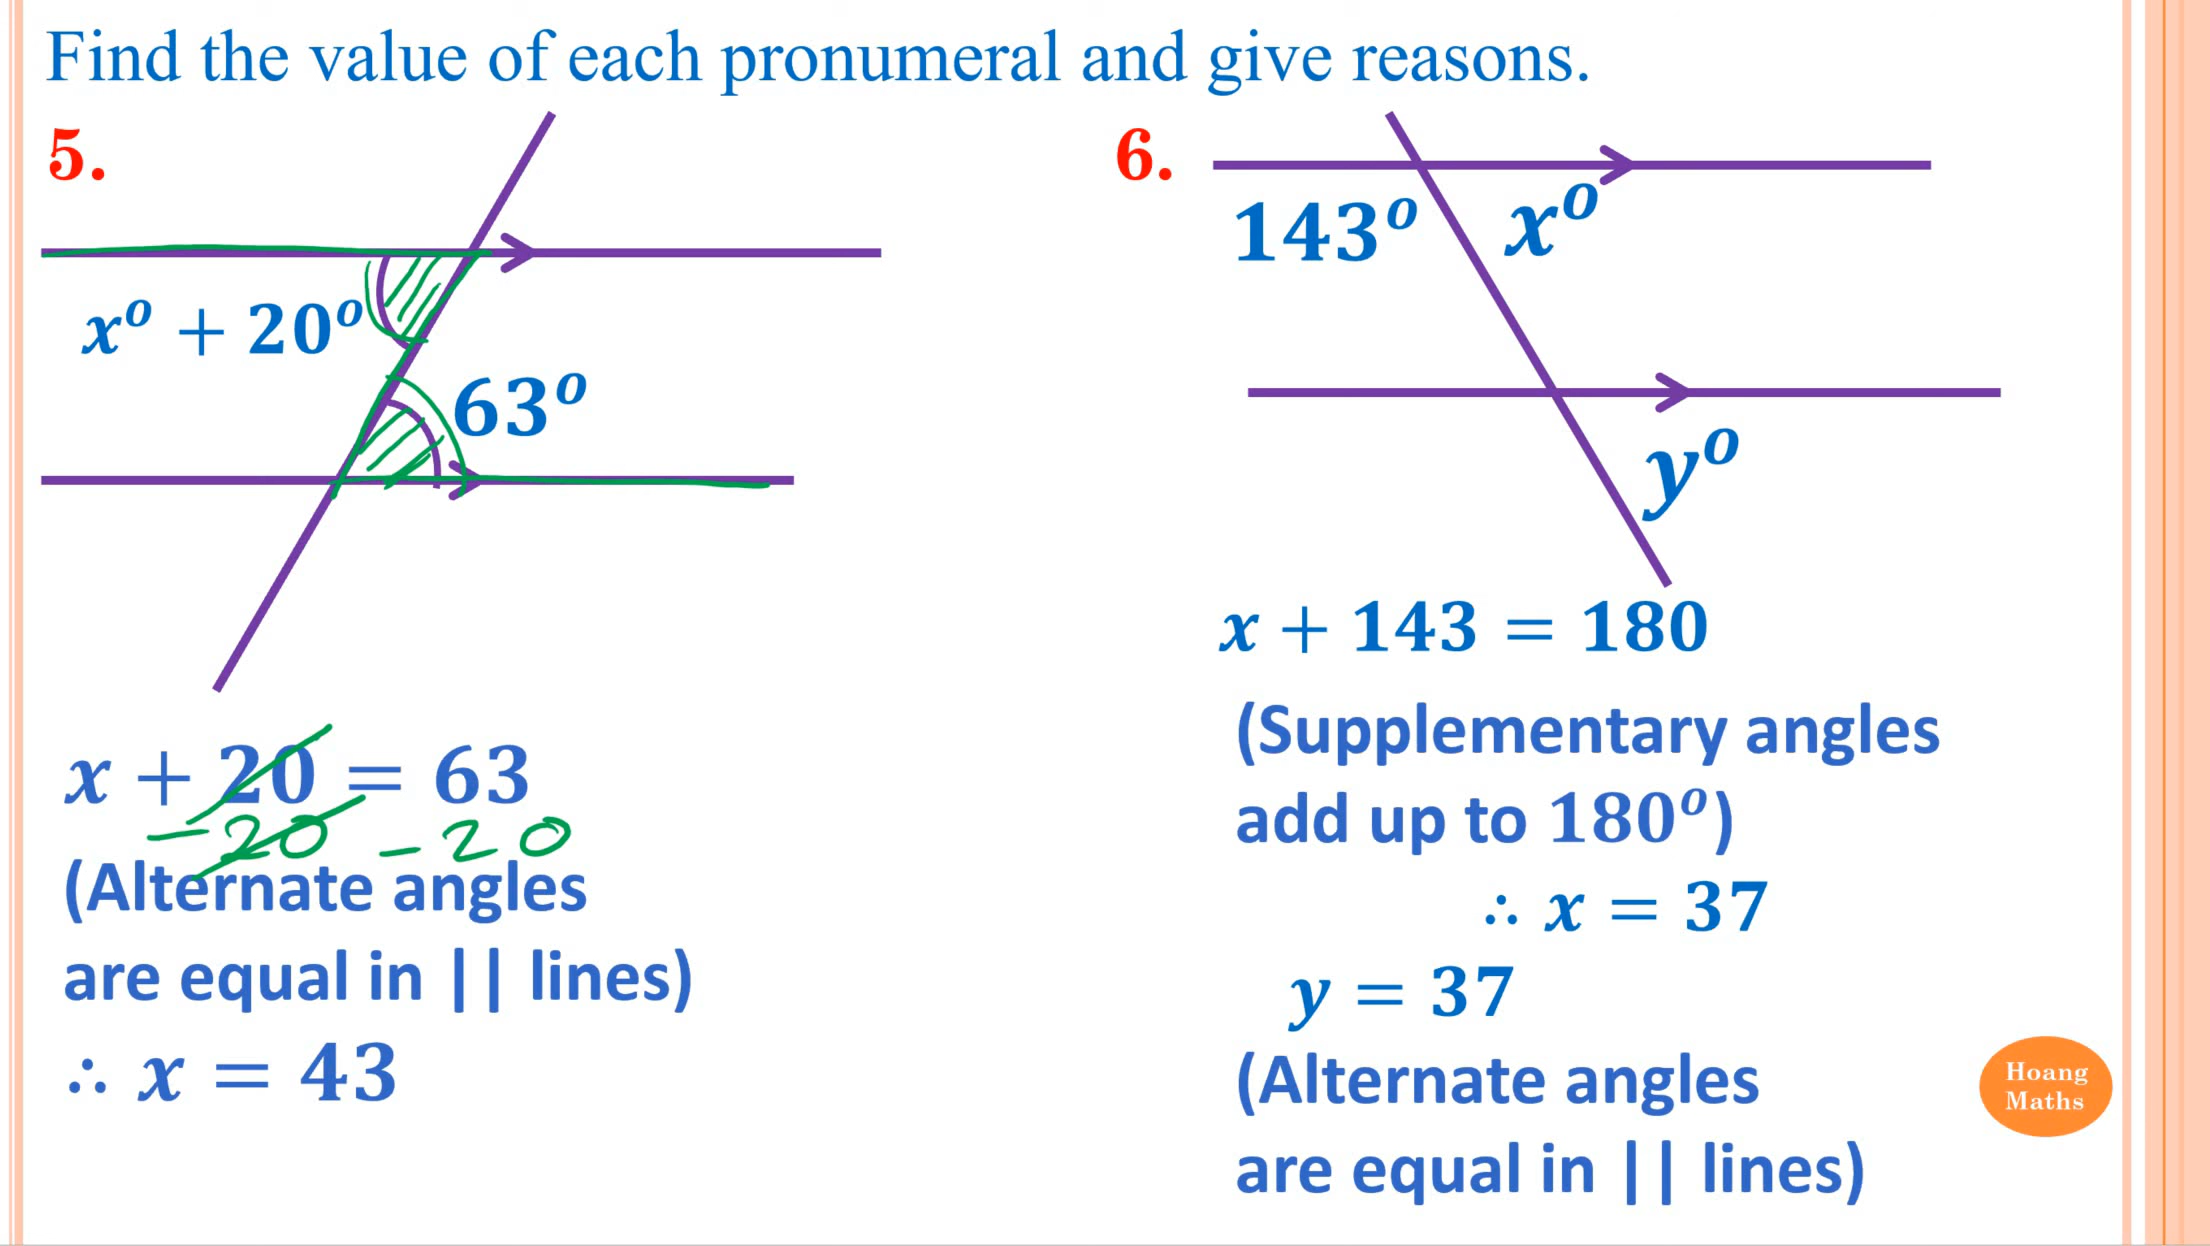 Find the value of each pronumeral and give reasons.
5.
x° + 20°
63°
x + 20 = 63
-20 -20
(Alternate angles
are equal in || lines)
∴ x = 43
6.
143°
x°
y°
x + 143 = 180
(Supplementary angles
add up to 180°)
∴ x = 37
y = 37
(Alternate angles
are equal in || lines)
Hoang
Maths